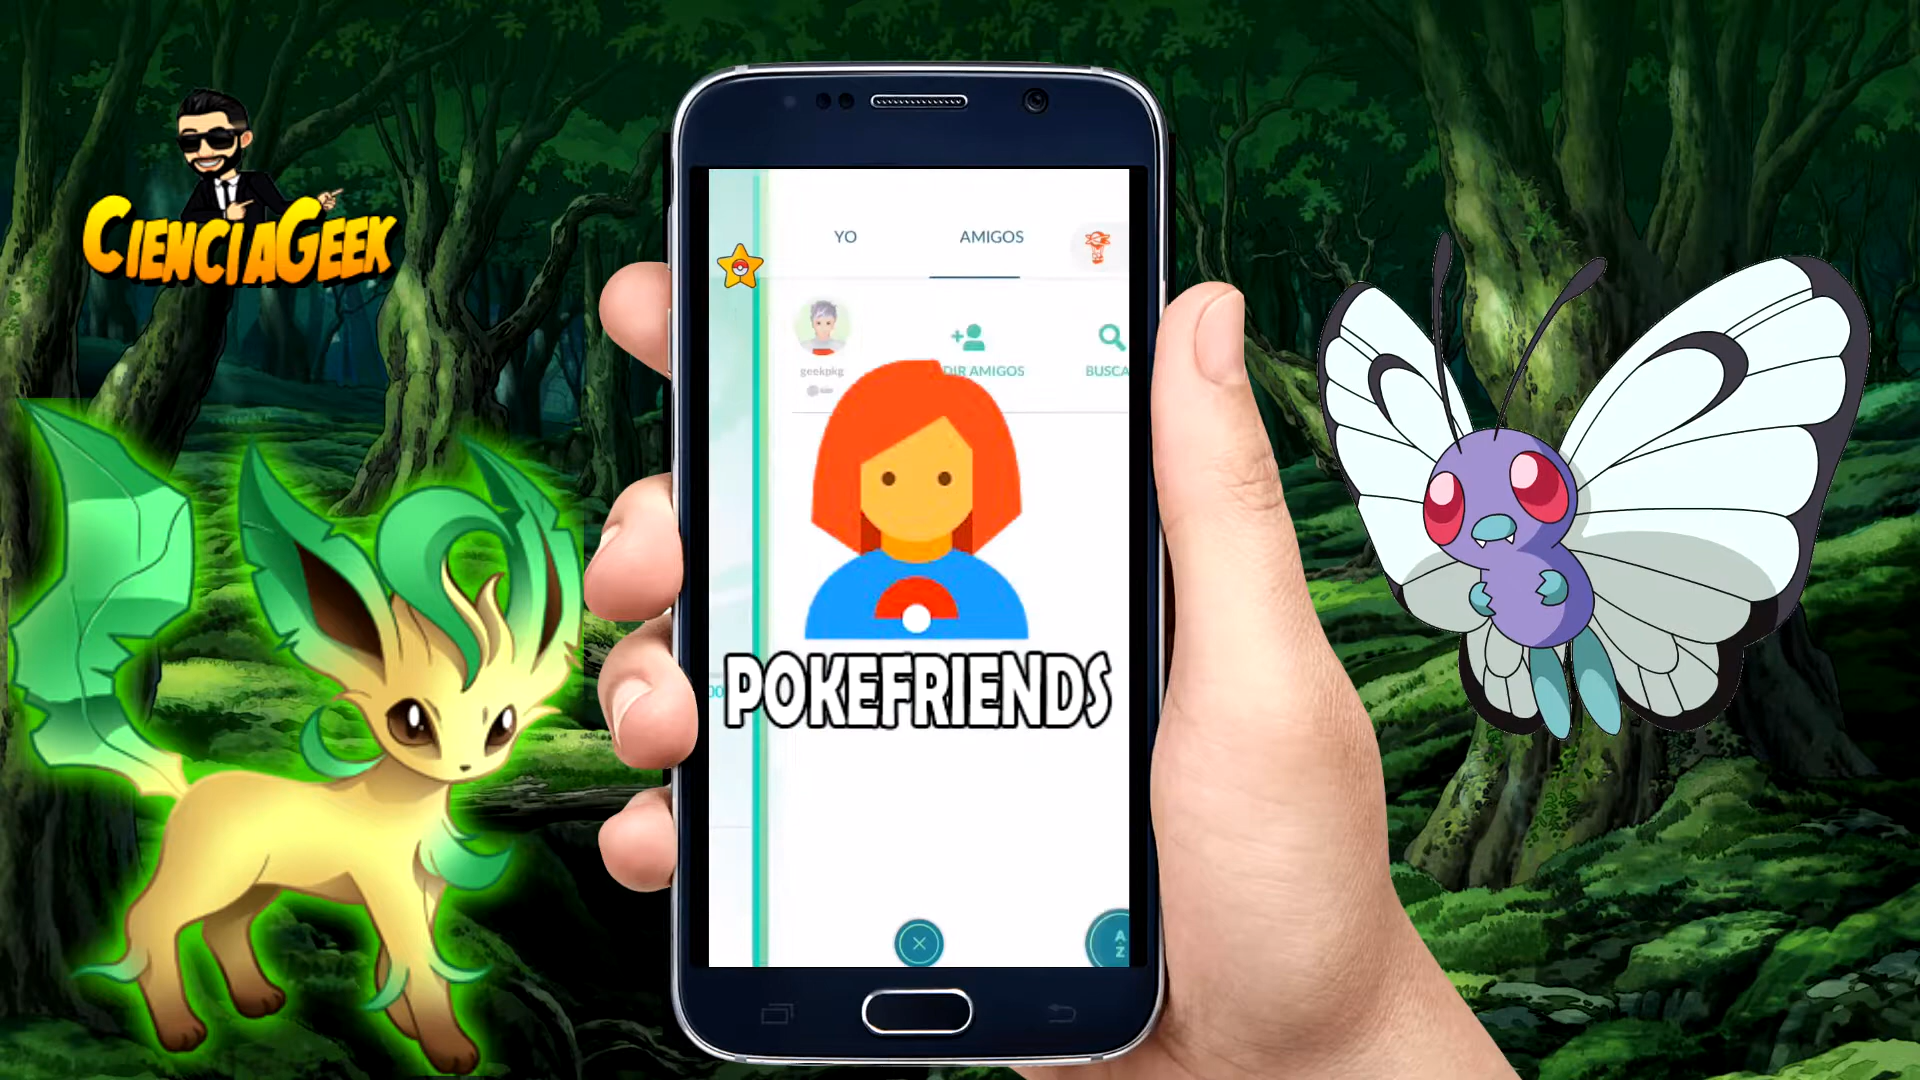 CIENCIAGEEK
YO
AMIGOS
geekpkg
DIR AMIGOS
BUSCA
POKEFRIENDS
A
Z